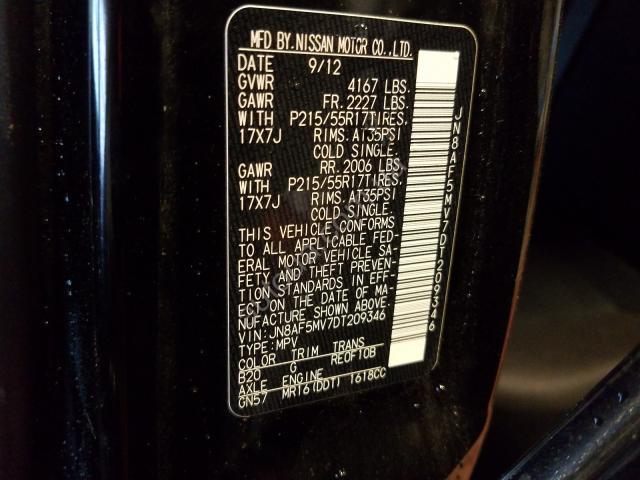 MFD BY.NISSAN MOTOR CO.,LTD.
DATE 9/12
GVWR 4167 LBS.
GAWR FR. 2227 LBS.
WITH P215/55R17TIRES.
17X7J RIMS. AT35PSI
COLD SINGLE.
GAWR RR. 2006 LBS.
WITH P215/55R17TIRES.
17X7J RIMS. AT35PSI
COLD SINGLE.
THIS VEHICLE CONFORMS
TO ALL APPLICABLE FED-
ERAL MOTOR VEHICLE SA-
FETY AND THEFT PREVEN-
TION STANDARDS IN EFF-
ECT ON THE DATE OF MA-
NUFACTURE SHOWN ABOVE.
VIN:JN8AF5MV7DT209346
TYPE:MPV
COLOR TRIM TRANS
B20 G RE0F10B
AXLE ENGINE
GN57 MR16(DDT) 1618CC
JN8AF5MV7DT209346